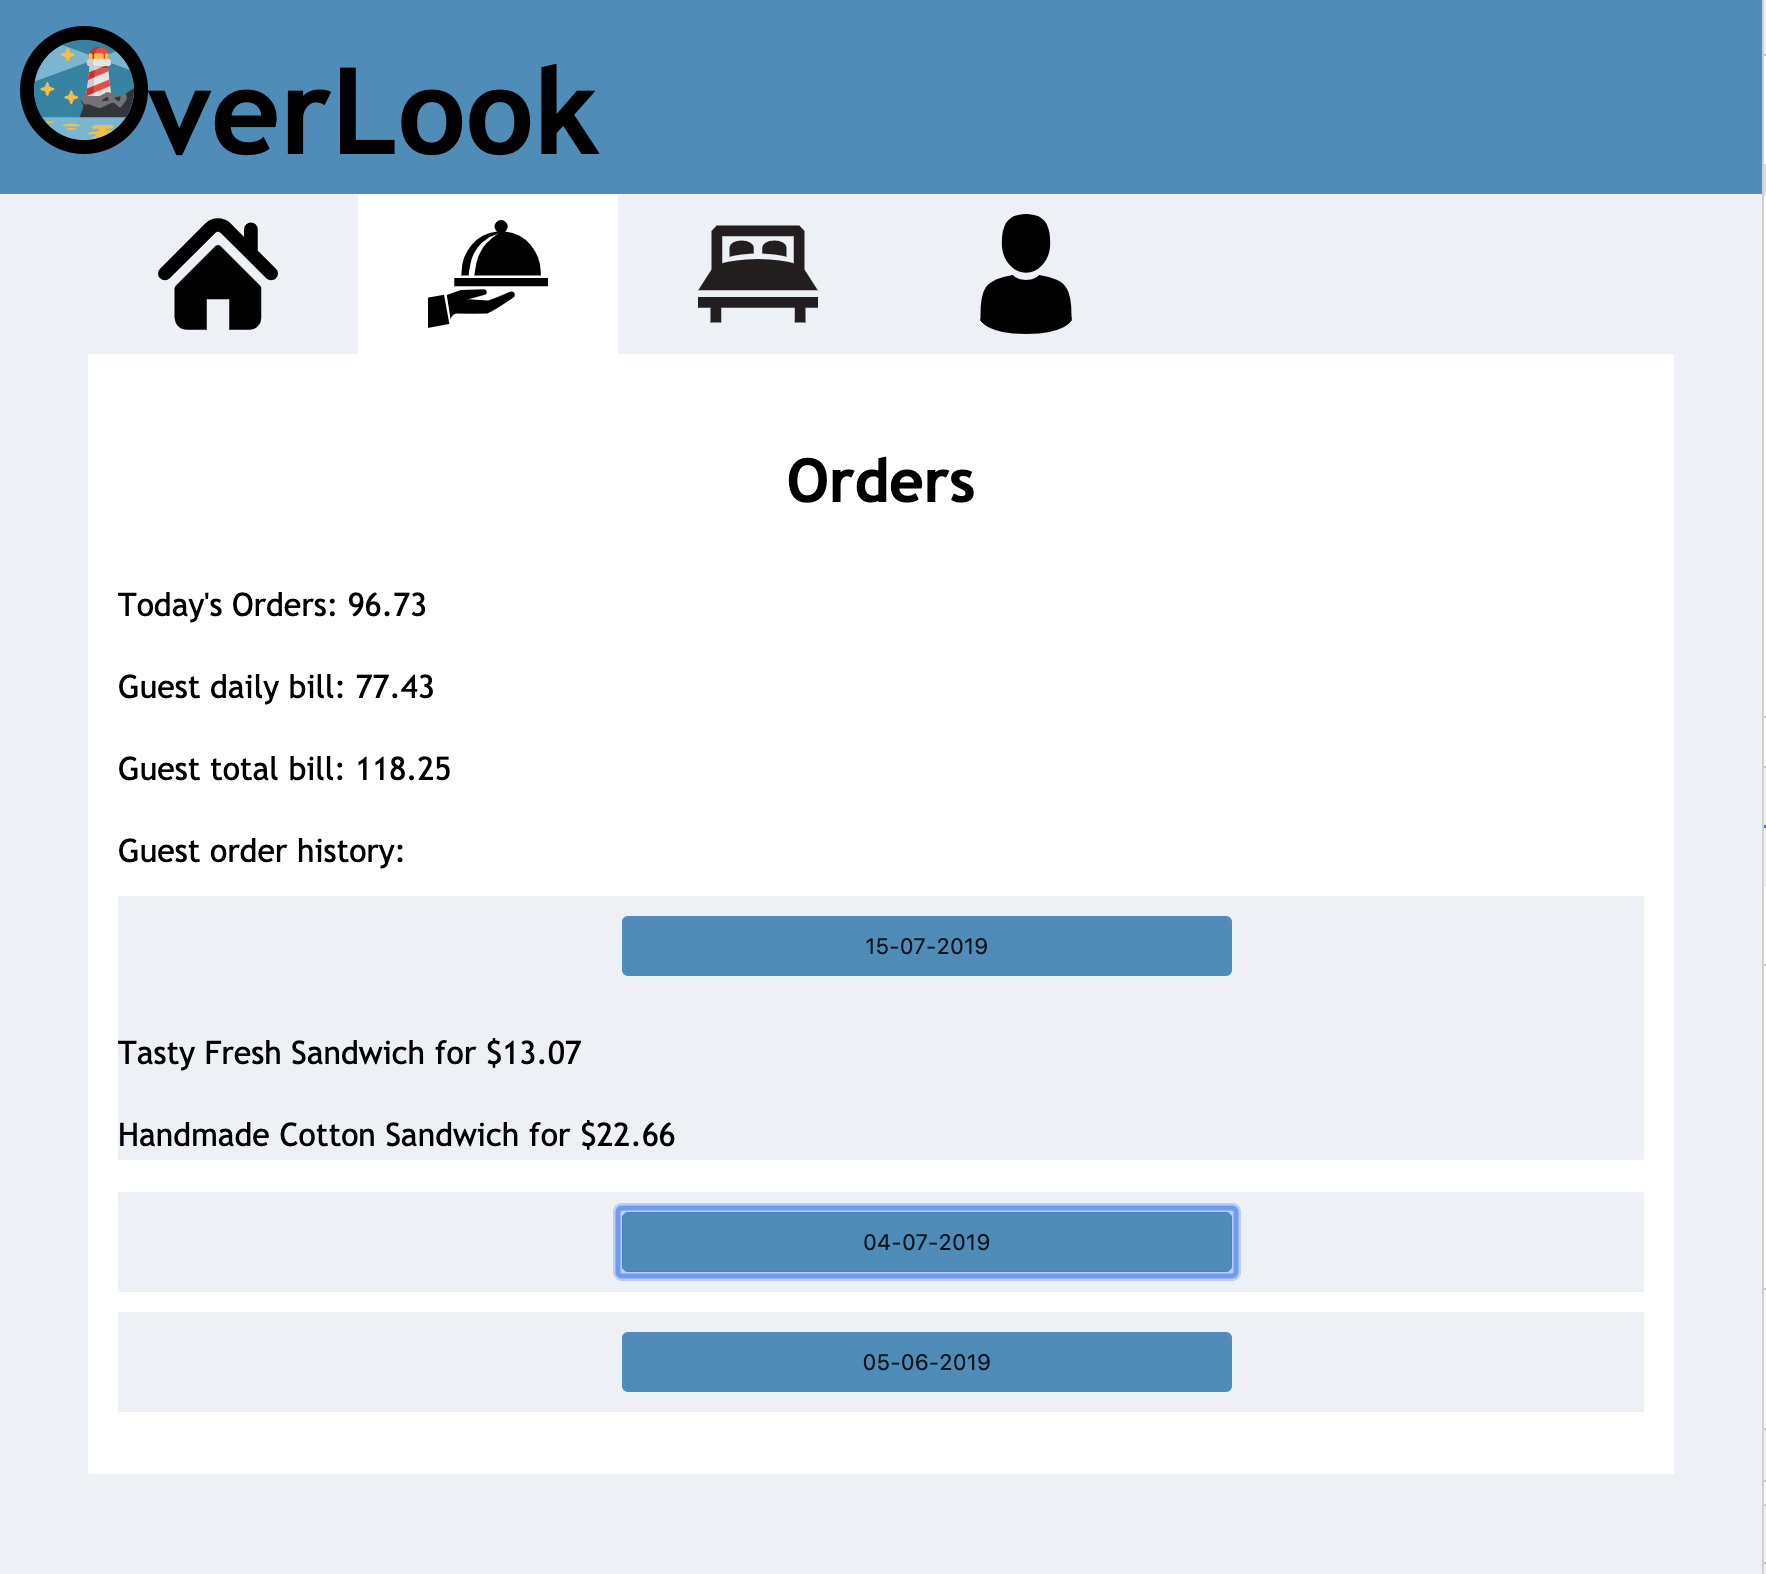 OverLook
Orders
Today's Orders: 96.73
Guest daily bill: 77.43
Guest total bill: 118.25
Guest order history:
15-07-2019
Tasty Fresh Sandwich for $13.07
Handmade Cotton Sandwich for $22.66
04-07-2019
05-06-2019